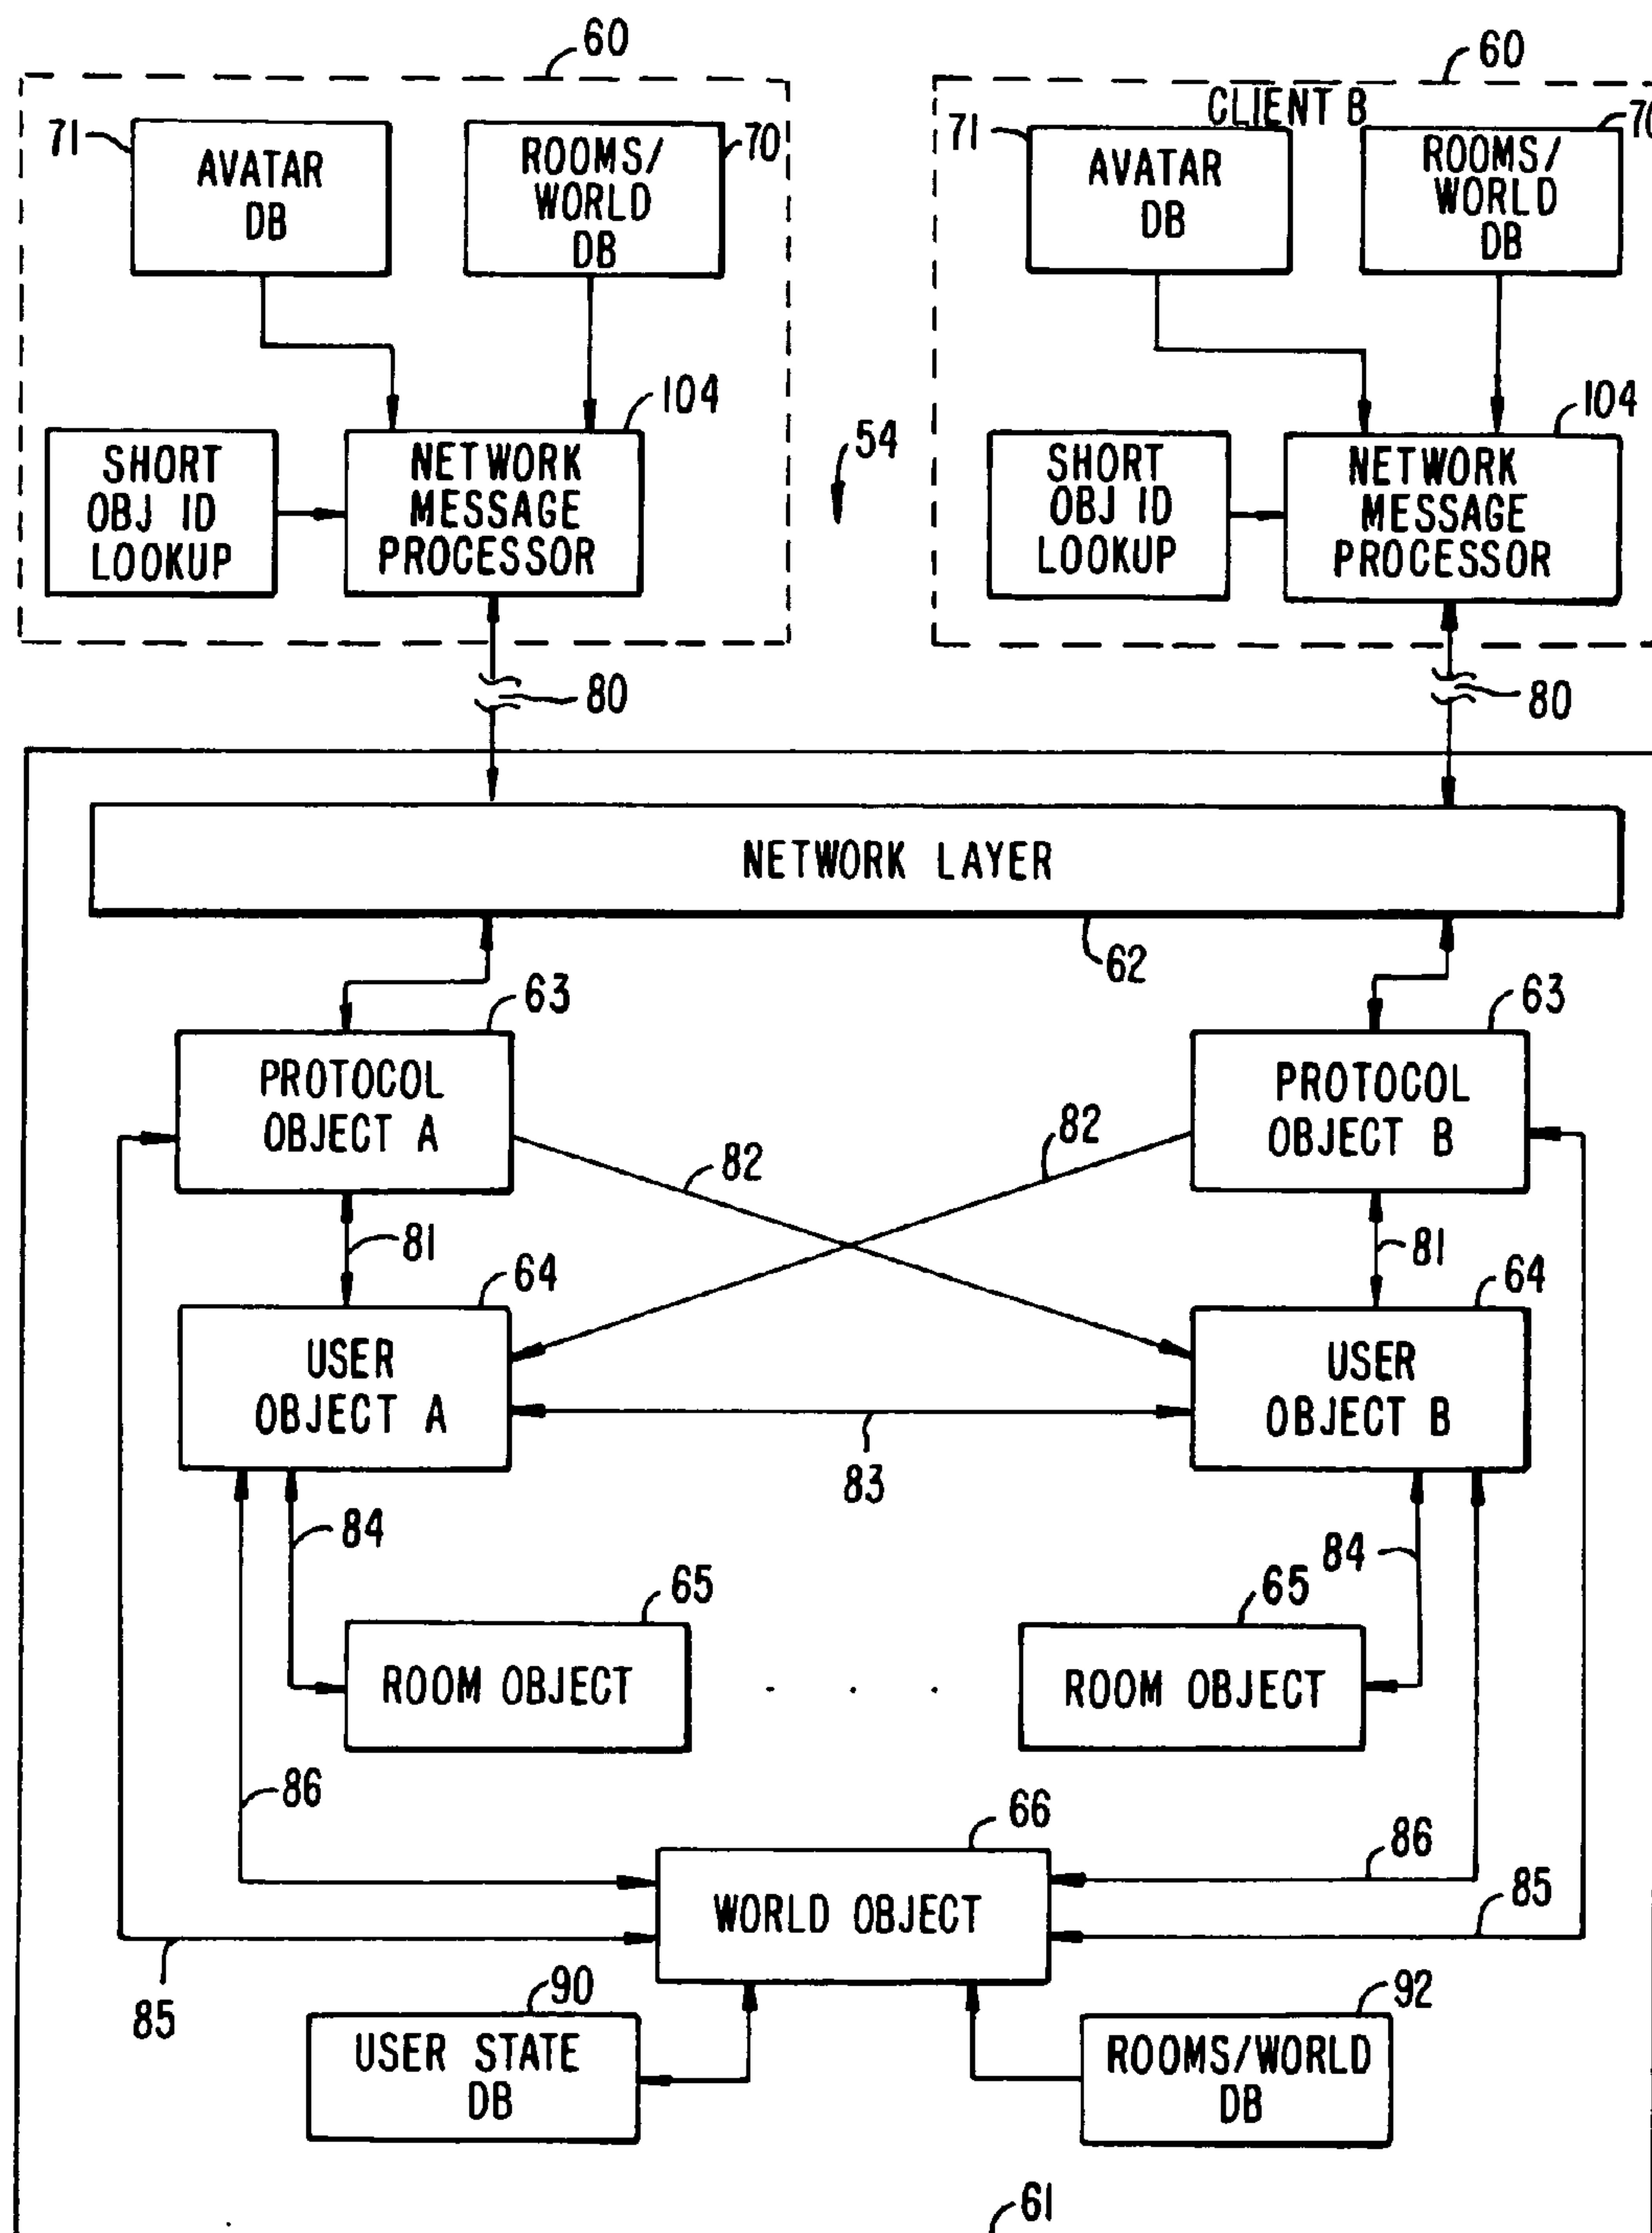 60
60
CLIENT B
71
AVATAR
DB
ROOMS/
WORLD
DB
70
71
AVATAR
DB
ROOMS/
WORLD
DB
70
SHORT
OBJ ID
LOOKUP
NETWORK
MESSAGE
PROCESSOR
104
54
SHORT
OBJ ID
LOOKUP
NETWORK
MESSAGE
PROCESSOR
104
80
80
NETWORK LAYER
62
63
63
PROTOCOL
OBJECT A
PROTOCOL
OBJECT B
82
82
81
81
64
64
USER
OBJECT A
USER
OBJECT B
83
84
84
65
65
ROOM OBJECT
. . .
ROOM OBJECT
86
66
86
WORLD OBJECT
85
85
90
92
USER STATE
DB
ROOMS/WORLD
DB
61